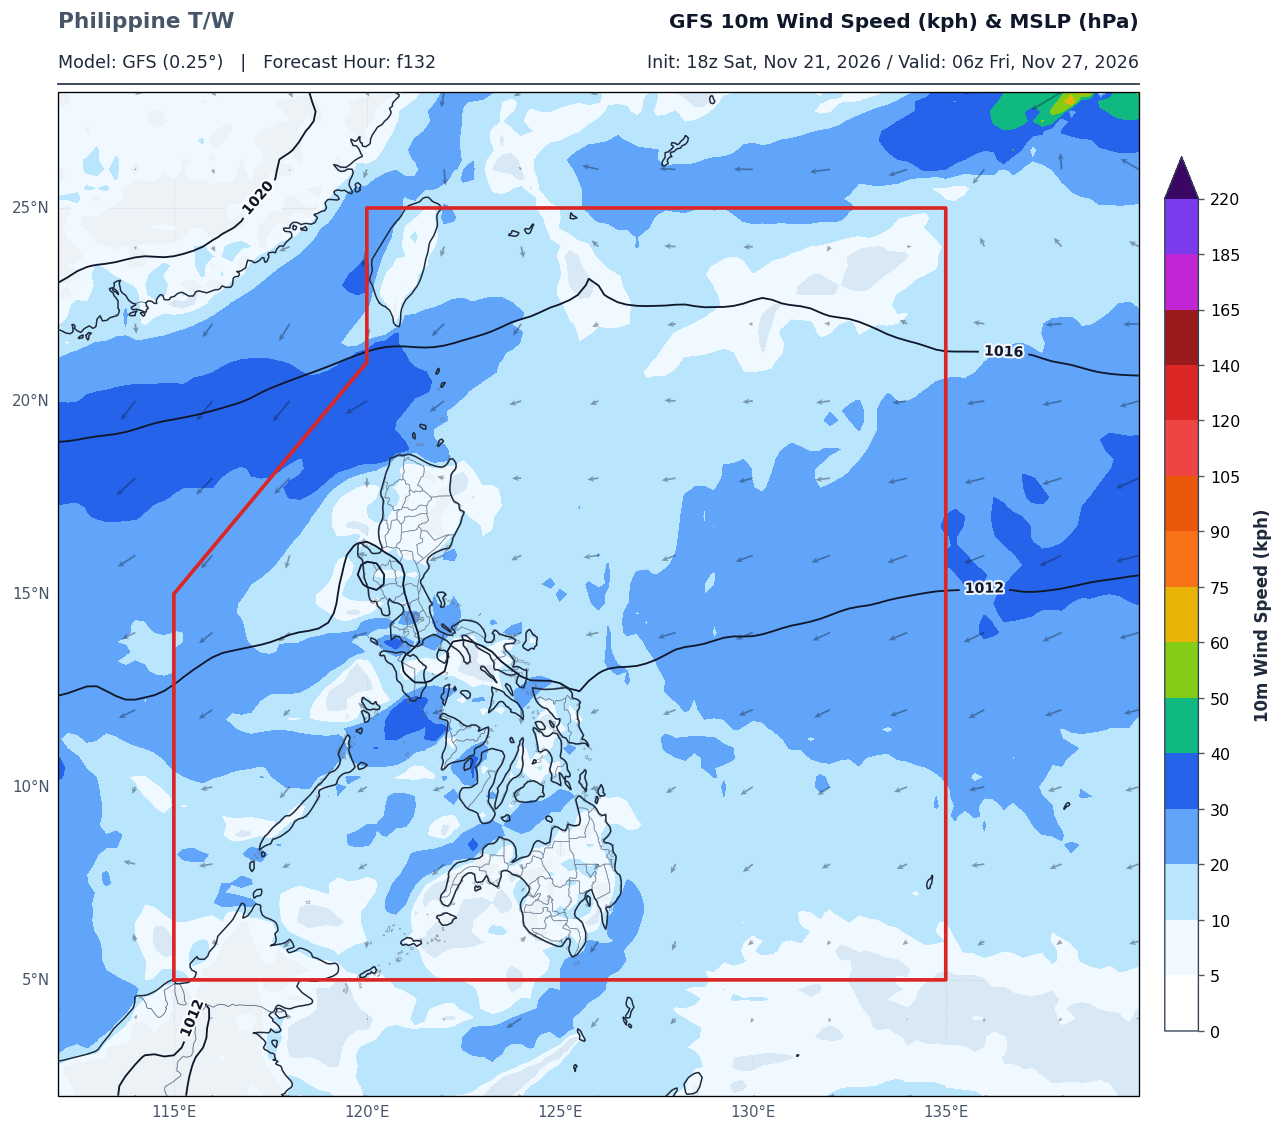 Philippine T/W
GFS 10m Wind Speed (kph) & MSLP (hPa)
Model: GFS (0.25°) | Forecast Hour: f132
Init: 18z Sat, Nov 21, 2026 / Valid: 06z Fri, Nov 27, 2026
1020
1016
1012
1012
25°N
20°N
15°N
10°N
5°N
115°E
120°E
125°E
130°E
135°E
220
185
165
140
120
105
90
75
60
50
40
30
20
10
5
0
10m Wind Speed (kph)